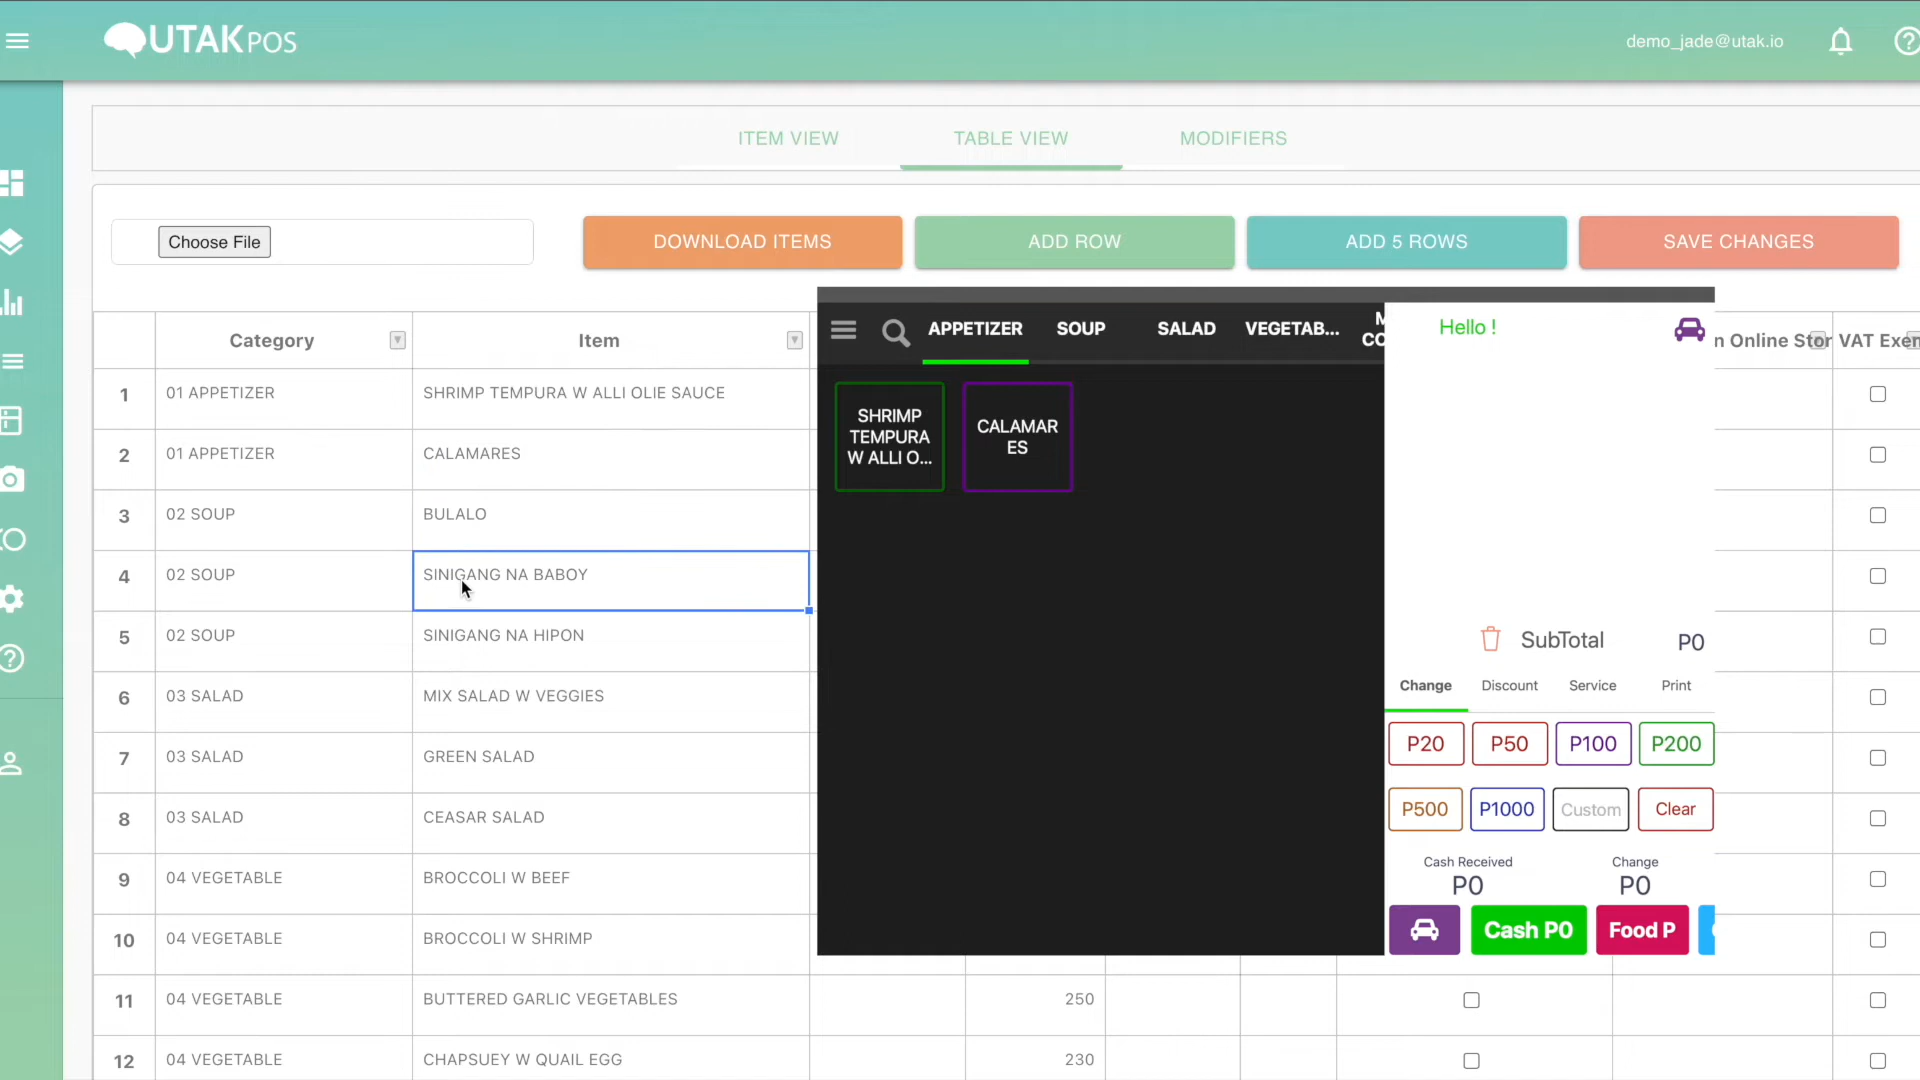 UTAKPOS
demo_jade@utak.io
ITEM VIEW
TABLE VIEW
MODIFIERS
Choose File
DOWNLOAD ITEMS
ADD ROW
ADD 5 ROWS
SAVE CHANGES
Category
Item
n Online Stor
VAT Exem
1
01 APPETIZER
SHRIMP TEMPURA W ALLI OLIE SAUCE
2
01 APPETIZER
CALAMARES
3
02 SOUP
BULALO
4
02 SOUP
SINIGANG NA BABOY
5
02 SOUP
SINIGANG NA HIPON
6
03 SALAD
MIX SALAD W VEGGIES
7
03 SALAD
GREEN SALAD
8
03 SALAD
CEASAR SALAD
9
04 VEGETABLE
BROCCOLI W BEEF
10
04 VEGETABLE
BROCCOLI W SHRIMP
11
04 VEGETABLE
BUTTERED GARLIC VEGETABLES
250
12
04 VEGETABLE
CHAPSUEY W QUAIL EGG
230
APPETIZER
SOUP
SALAD
VEGETAB...
M
CO
SHRIMP
TEMPURA
W ALLI O...
CALAMAR
ES
Hello !
SubTotal
P0
Change
Discount
Service
Print
P20
P50
P100
P200
P500
P1000
Custom
Clear
Cash Received
P0
Change
P0
Cash P0
Food P